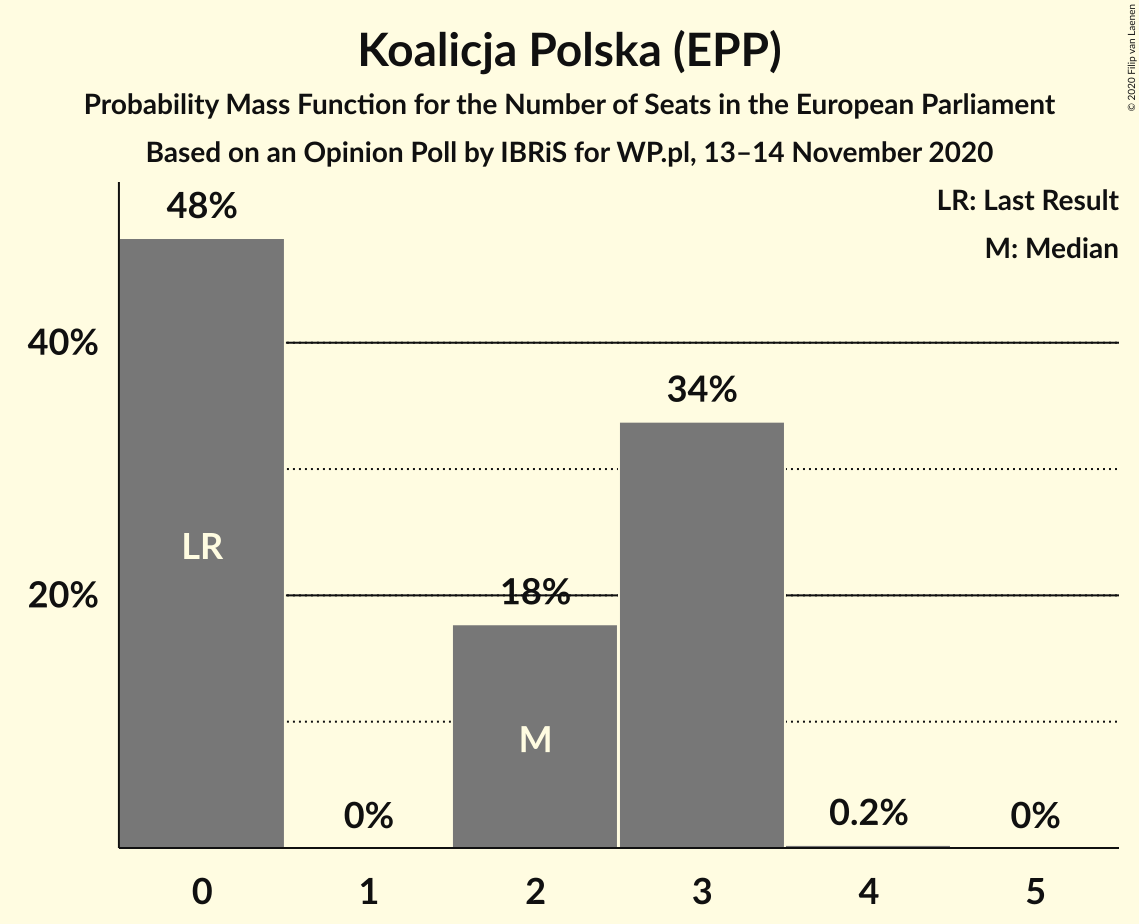 Koalicja Polska (EPP)
Probability Mass Function for the Number of Seats in the European Parliament
Based on an Opinion Poll by IBRiS for WP.pl, 13–14 November 2020
© 2020 Filip van Laenen
LR: Last Result
M: Median
48%
40%
34%
LR
20%
18%
M
0%
0.2%
0%
0
1
2
3
4
5